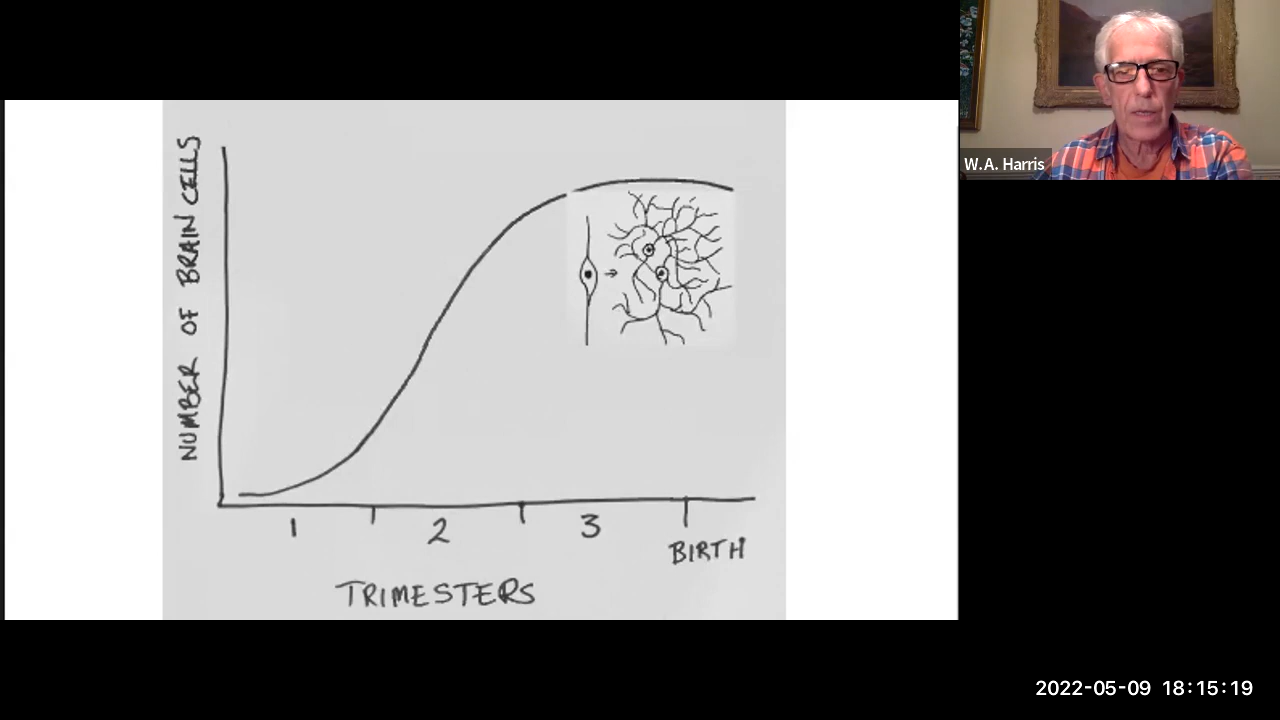 W.A. Harris
NUMBER OF BRAIN CELLS
1 2 3
BIRTH
TRIMESTERS
2022-05-09 18:15:19